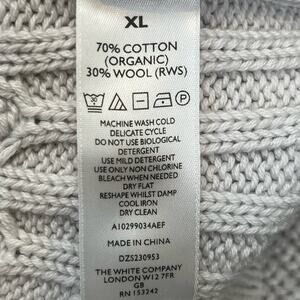 XL
70% COTTON
(ORGANIC)
30% WOOL (RWS)
MACHINE WASH COLD
DELICATE CYCLE
DO NOT USE BIOLOGICAL
DETERGENT
USE MILD DETERGENT
USE ONLY NON CHLORINE
BLEACH WHEN NEEDED
DRY FLAT
RESHAPE WHILST DAMP
COOL IRON
DRY CLEAN
A10299034AEF
MADE IN CHINA
DZS230953
THE WHITE COMPANY
LONDON W12 7FR
GB
RN 153242